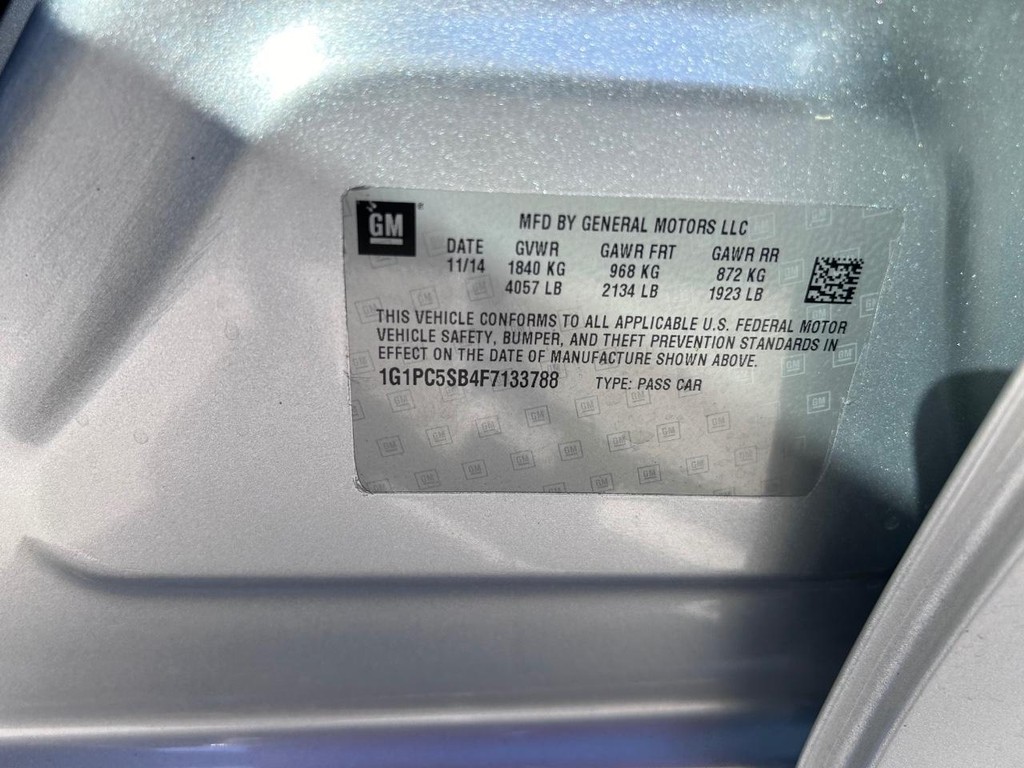 GM
MFD BY GENERAL MOTORS LLC
DATE GVWR GAWR FRT GAWR RR
11/14 1840 KG 968 KG 872 KG
4057 LB 2134 LB 1923 LB
THIS VEHICLE CONFORMS TO ALL APPLICABLE U.S. FEDERAL MOTOR
VEHICLE SAFETY, BUMPER, AND THEFT PREVENTION STANDARDS IN
EFFECT ON THE DATE OF MANUFACTURE SHOWN ABOVE.
1G1PC5SB4F7133788 TYPE: PASS CAR